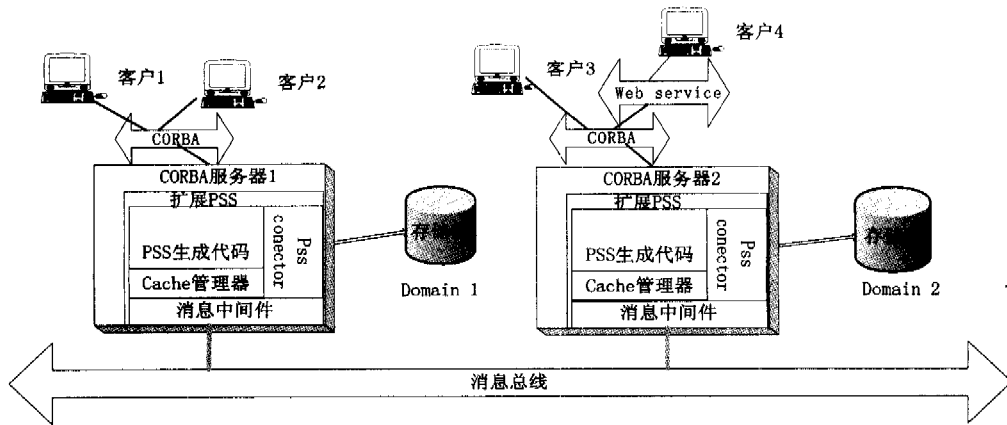 客户1
客户2
CORBA
CORBA服务器1
扩展PSS
PSS生成代码
Cache管理器
Pss
conector
消息中间件
存
Domain 1
客户3
客户4
Web service
CORBA
CORBA服务器2
扩展PSS
PSS生成代码
Cache管理器
Pss
conector
消息中间件
存
Domain 2
消息总线